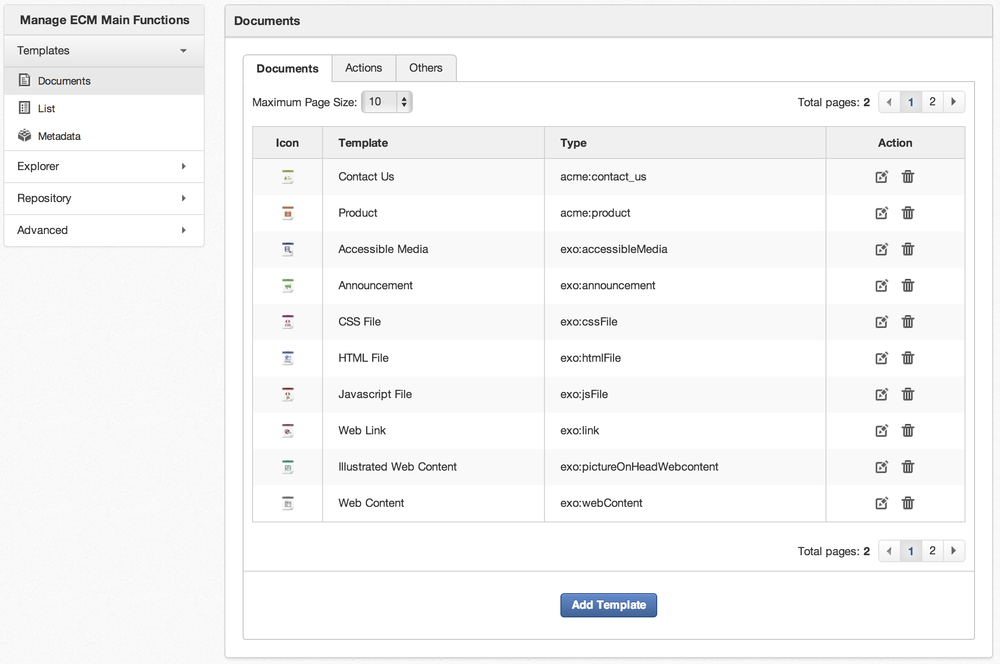 Manage ECM Main Functions
Templates
Documents
List
Metadata
Explorer
Repository
Advanced
Documents
Documents Actions Others
Maximum Page Size: 10 Total pages: 2 1 2
Icon Template Type Action
Contact Us acme:contact_us
Product acme:product
Accessible Media exo:accessibleMedia
Announcement exo:announcement
CSS File exo:cssFile
HTML File exo:htmlFile
Javascript File exo:jsFile
Web Link exo:link
Illustrated Web Content exo:pictureOnHeadWebcontent
Web Content exo:webContent
Total pages: 2 1 2
Add Template